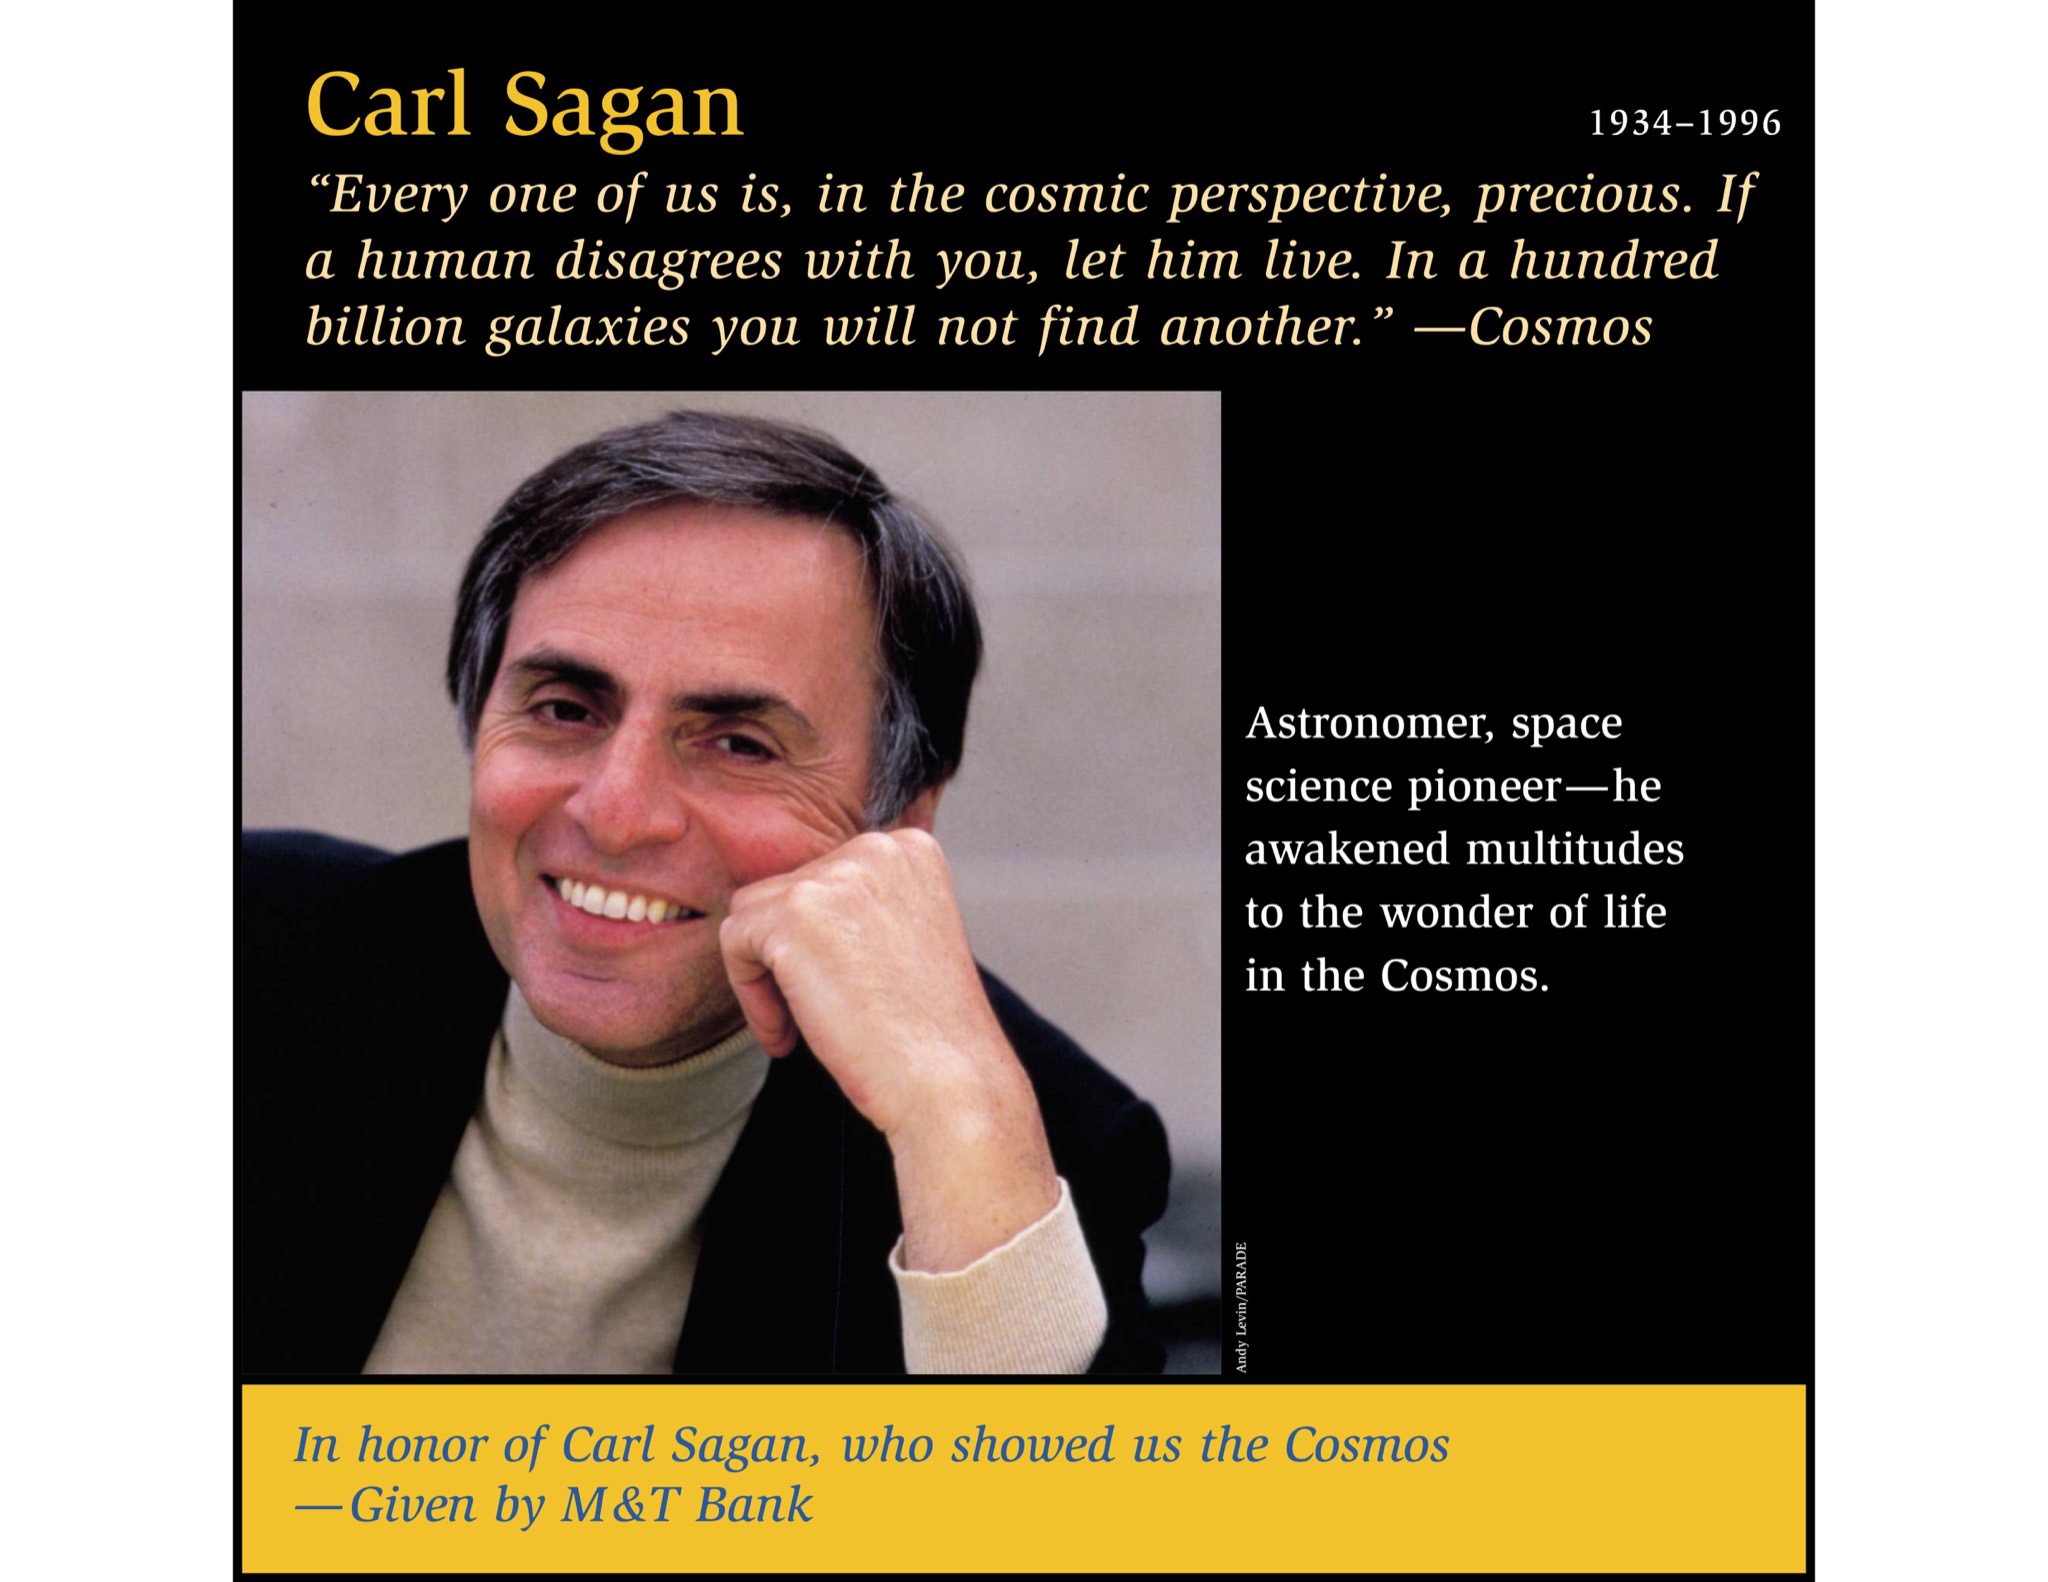 Carl Sagan
1934–1996
“Every one of us is, in the cosmic perspective, precious. If
a human disagrees with you, let him live. In a hundred
billion galaxies you will not find another.” —Cosmos
Astronomer, space
science pioneer—he
awakened multitudes
to the wonder of life
in the Cosmos.
Andy Levin/PARADE
In honor of Carl Sagan, who showed us the Cosmos
—Given by M&T Bank